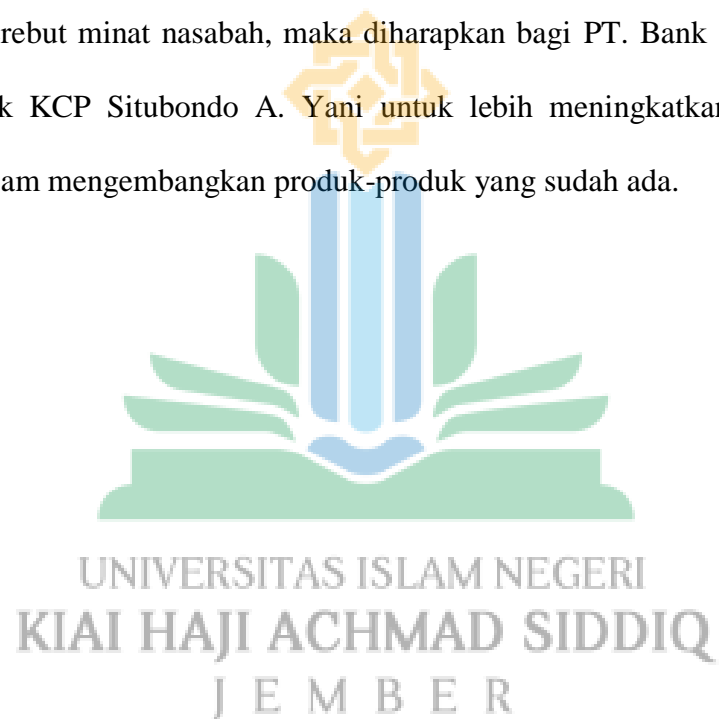 rebut minat nasabah, maka diharapkan bagi PT. Bank
k KCP Situbondo A. Yani untuk lebih meningkatkan
am mengembangkan produk-produk yang sudah ada.
UNIVERSITAS ISLAM NEGERI
KIAI HAJI ACHMAD SIDDIQ
JEMBER